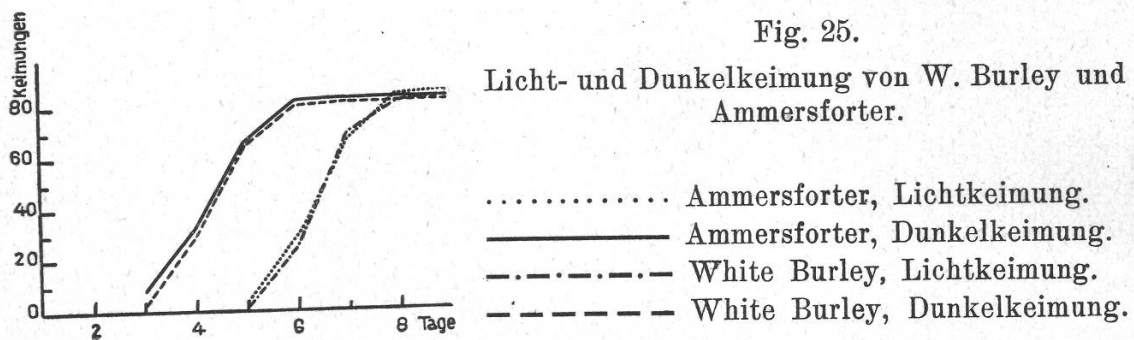 Fig. 25.
Licht- und Dunkelkeimung von W. Burley und
Ammersforter.
Keimungen
80
60
40
20
0
2 4 6 8 Tage
Ammersforter, Lichtkeimung.
Ammersforter, Dunkelkeimung.
White Burley, Lichtkeimung.
White Burley, Dunkelkeimung.